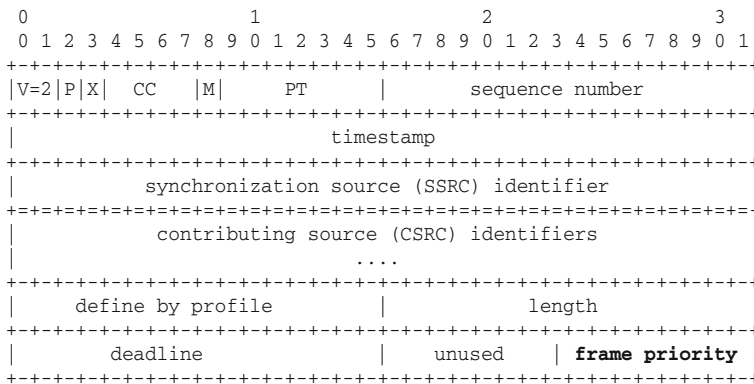 0                   1                   2                   3
0 1 2 3 4 5 6 7 8 9 0 1 2 3 4 5 6 7 8 9 0 1 2 3 4 5 6 7 8 9 0 1
+-+-+-+-+-+-+-+-+-+-+-+-+-+-+-+-+-+-+-+-+-+-+-+-+-+-+-+-+-+-+-+-
|V=2|P|X|  CC   |M|     PT      |       sequence number
+-+-+-+-+-+-+-+-+-+-+-+-+-+-+-+-+-+-+-+-+-+-+-+-+-+-+-+-+-+-+-+-
|                           timestamp
+-+-+-+-+-+-+-+-+-+-+-+-+-+-+-+-+-+-+-+-+-+-+-+-+-+-+-+-+-+-+-+-
|           synchronization source (SSRC) identifier
+=+=+=+=+=+=+=+=+=+=+=+=+=+=+=+=+=+=+=+=+=+=+=+=+=+=+=+=+=+=+=+=
|            contributing source (CSRC) identifiers
|                             ....
+-+-+-+-+-+-+-+-+-+-+-+-+-+-+-+-+-+-+-+-+-+-+-+-+-+-+-+-+-+-+-+-
|     define by profile         |            length
+-+-+-+-+-+-+-+-+-+-+-+-+-+-+-+-+-+-+-+-+-+-+-+-+-+-+-+-+-+-+-+-
|        deadline               |    unused    | frame priority
+-+-+-+-+-+-+-+-+-+-+-+-+-+-+-+-+-+-+-+-+-+-+-+-+-+-+-+-+-+-+-+-